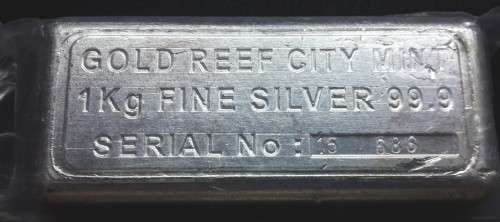 GOLD REEF CITY MINT
1Kg FINE SILVER 99.9
SERIAL No: 15 686